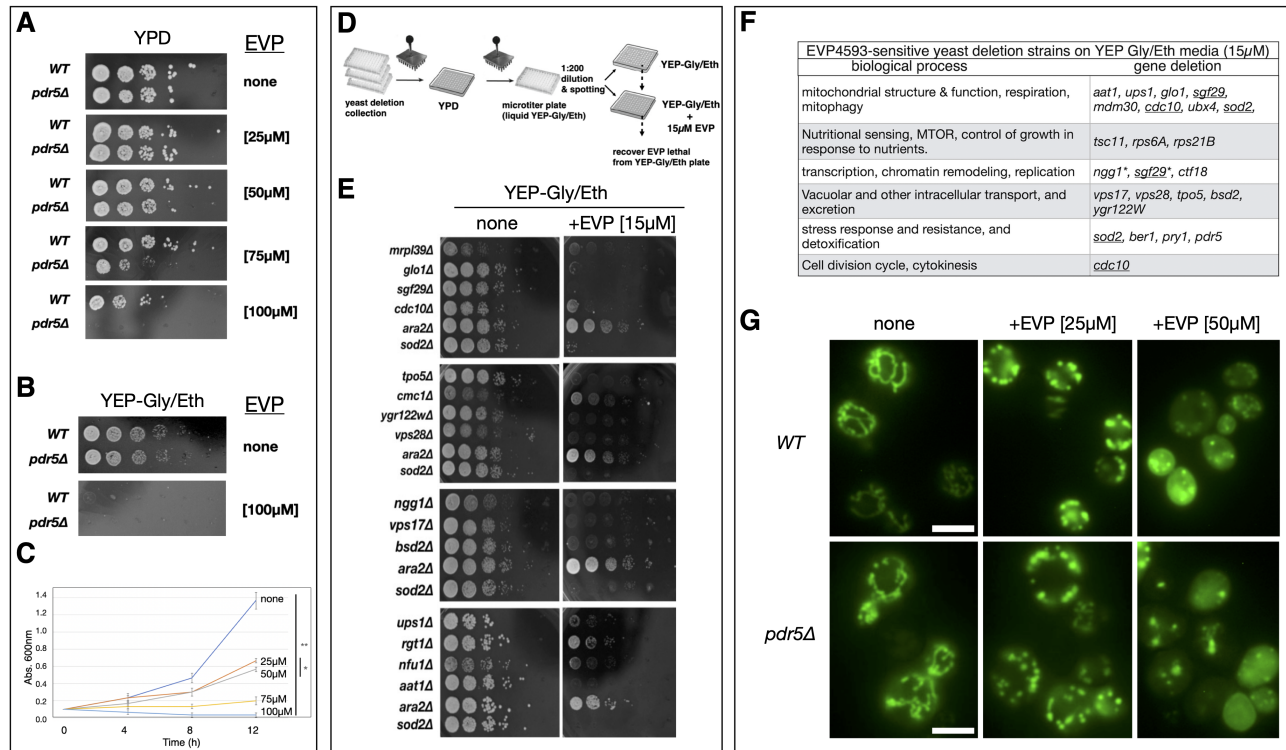 A
YPD
EVP
WT
pdr5Δ
none
WT
pdr5Δ
[25µM]
WT
pdr5Δ
[50µM]
WT
pdr5Δ
[75µM]
WT
pdr5Δ
[100µM]
B
YEP-Gly/Eth
EVP
WT
pdr5Δ
none
WT
pdr5Δ
[100µM]
C
Abs. 600nm
1.4
1.2
1.0
0.8
0.6
0.4
0.2
0.0
none
25µM
50µM
75µM
100µM
**
*
0 4 8 12
Time (h)
D
yeast deletion
collection
YPD
microtiter plate
(liquid YEP-Gly/Eth)
1:200
dilution
& spotting
YEP-Gly/Eth
YEP-Gly/Eth
+
15µM EVP
recover EVP lethal
from YEP-Gly/Eth plate
E
YEP-Gly/Eth
none +EVP [15µM]
mrpl39Δ
glo1Δ
sgf29Δ
cdc10Δ
ara2Δ
sod2Δ
tpo5Δ
cmc1Δ
ygr122wΔ
vps28Δ
ara2Δ
sod2Δ
ngg1Δ
vps17Δ
bsd2Δ
ara2Δ
sod2Δ
ups1Δ
rgt1Δ
nfu1Δ
aat1Δ
ara2Δ
sod2Δ
F
EVP4593-sensitive yeast deletion strains on YEP Gly/Eth media (15µM)
biological process gene deletion
mitochondrial structure & function, respiration, aat1, ups1, glo1, sgf29,
mitophagy mdm30, cdc10, ubx4, sod2,
Nutritional sensing, MTOR, control of growth in
response to nutrients. tsc11, rps6A, rps21B
transcription, chromatin remodeling, replication ngg1*, sgf29*, ctf18
Vacuolar and other intracellular transport, and vps17, vps28, tpo5, bsd2,
excretion ygr122W
stress response and resistance, and
detoxification sod2, ber1, pry1, pdr5
Cell division cycle, cytokinesis cdc10
G
none +EVP [25µM] +EVP [50µM]
WT
pdr5Δ